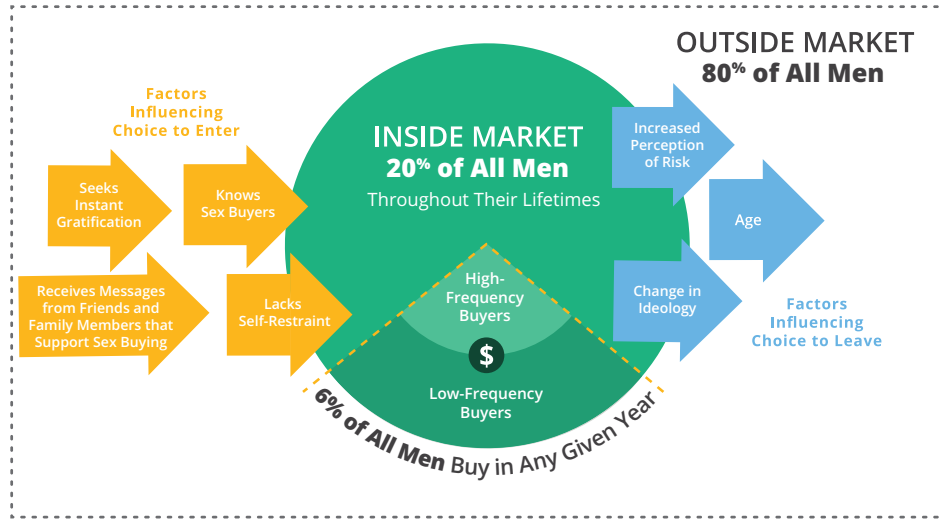 OUTSIDE MARKET
80% of All Men
Factors
Influencing
Choice to Enter
INSIDE MARKET
20% of All Men
Throughout Their Lifetimes
Increased
Perception
of Risk
Seeks
Instant
Gratification
Knows
Sex Buyers
Age
Receives Messages
from Friends and
Family Members that
Support Sex Buying
Lacks
Self-Restraint
High-
Frequency
Buyers
$
Low-Frequency
Buyers
Change in
Ideology
Factors
Influencing
Choice to Leave
6% of All Men Buy in Any Given Year